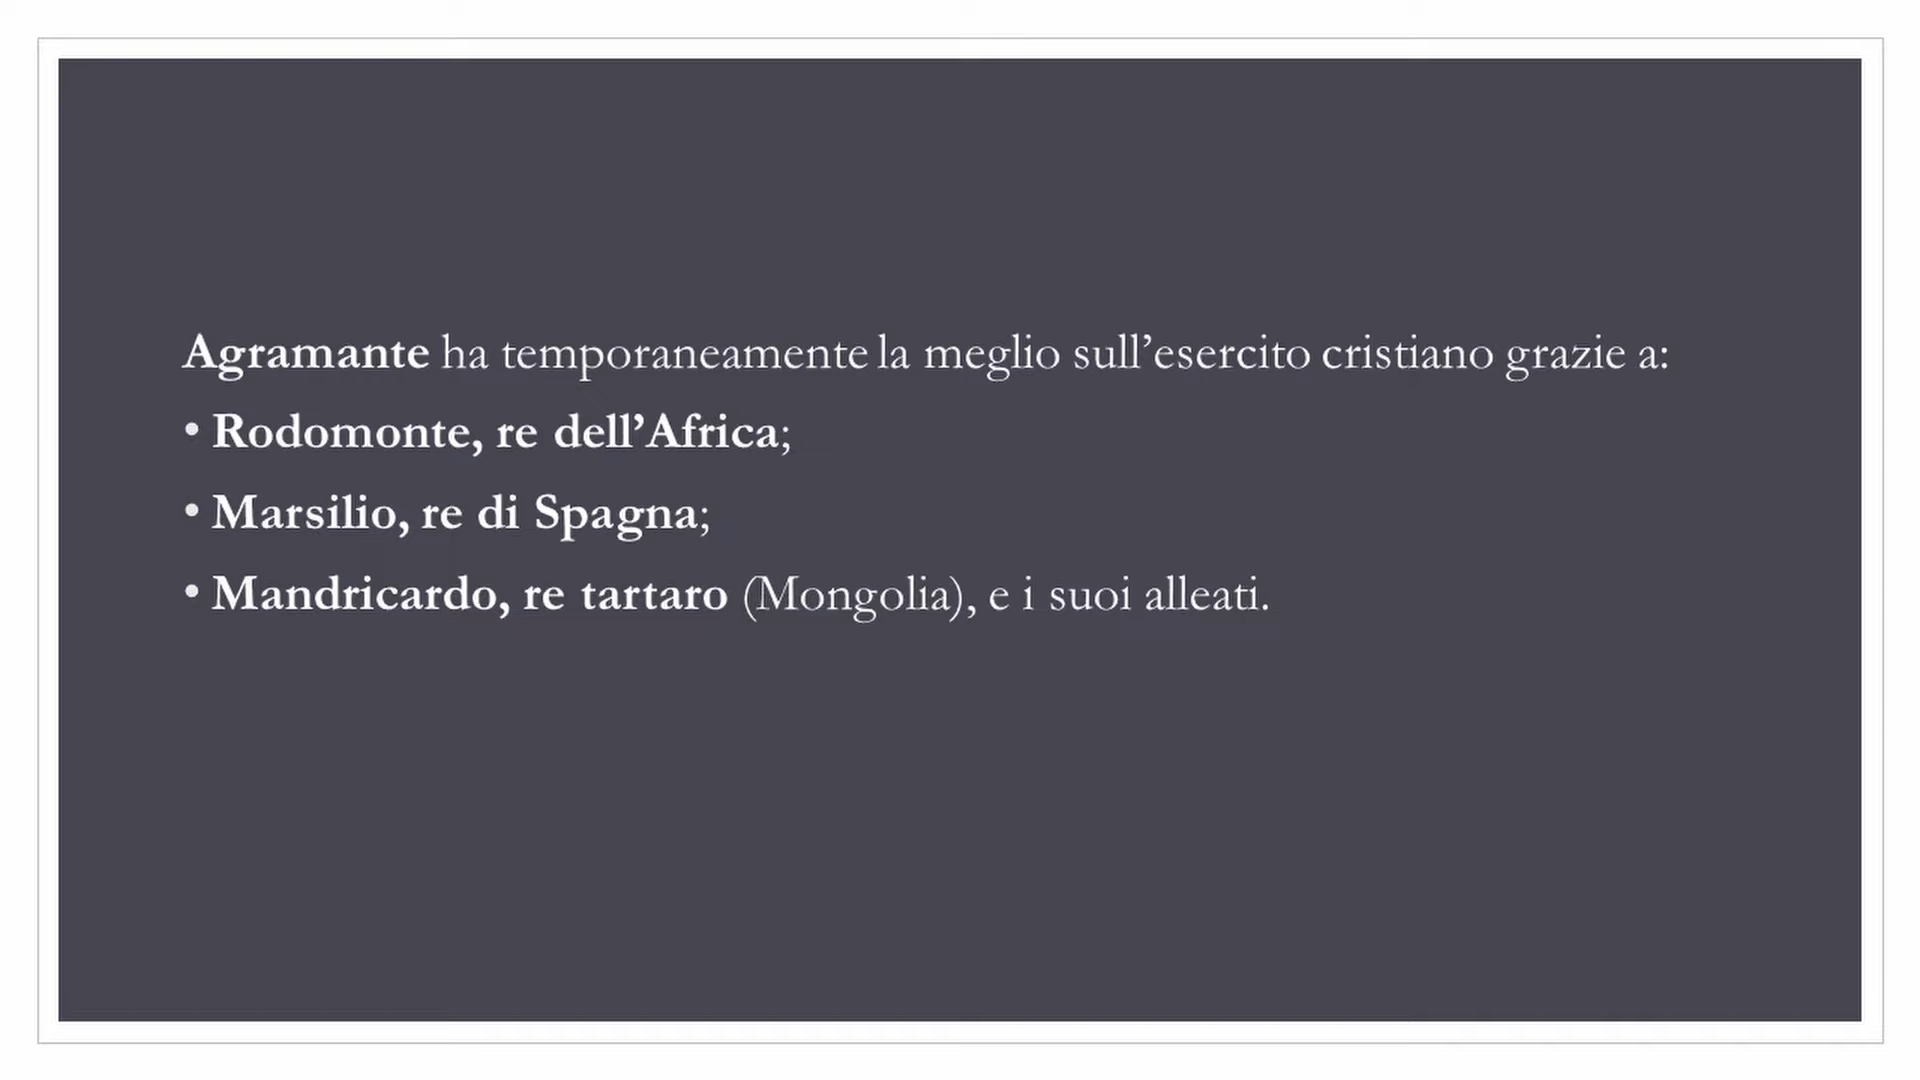 Agramante ha temporaneamente la meglio sull’esercito cristiano grazie a:
• Rodomonte, re dell’Africa;
• Marsilio, re di Spagna;
• Mandricardo, re tartaro (Mongolia), e i suoi alleati.